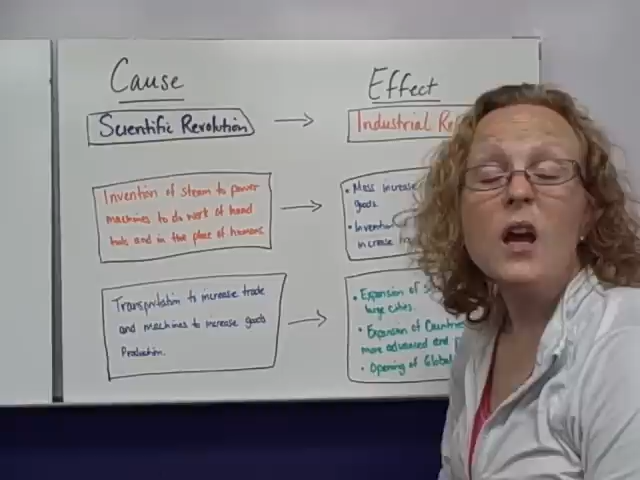 Cause
Effect
Scientific Revolution
Industrial Re
Invention of steam to power
machines to do work of hand
tools and in the place of humans
• Mass increase
goods.
• Invention
increase
Transportation to increase trade
and machines to increase goods
Production.
• Expansion of
large cities.
• Expansion of Countries
more advanced and
• Opening of Global